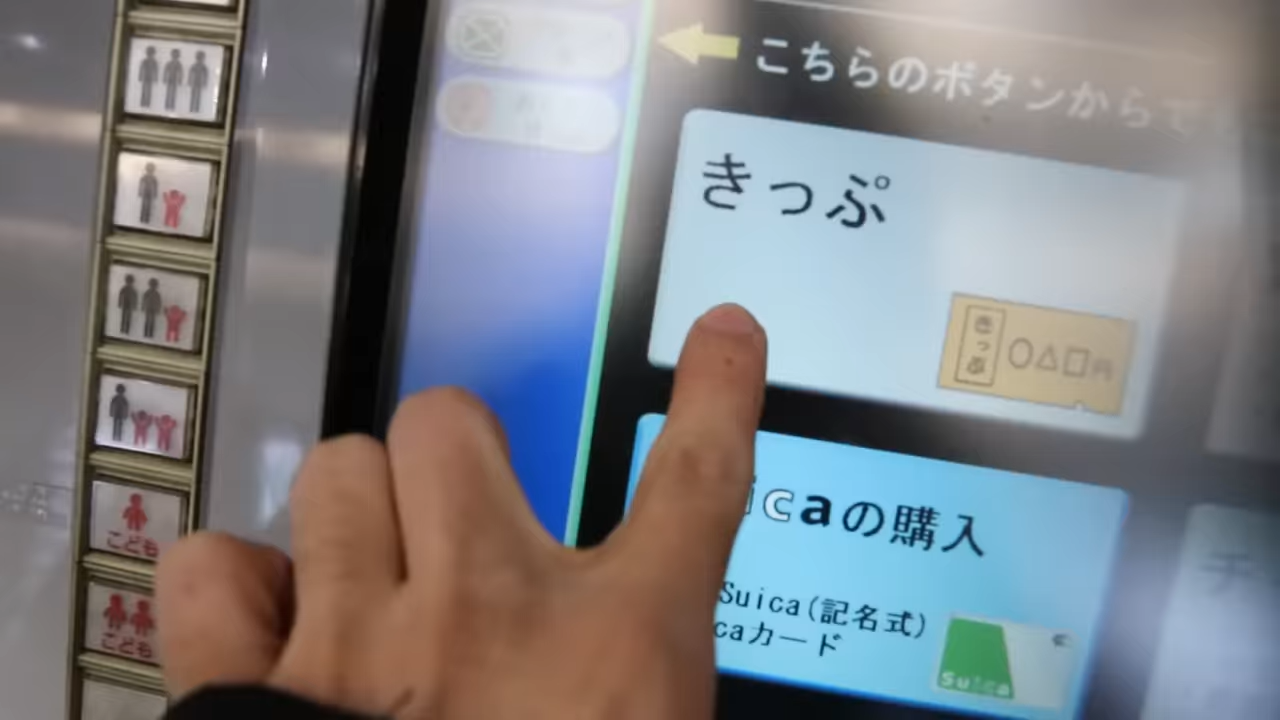 こちらのボタンから
きっぷ
きっぷ
〇△□円
icaの購入
Suica(記名式)
caカード
Suica
こども
こども